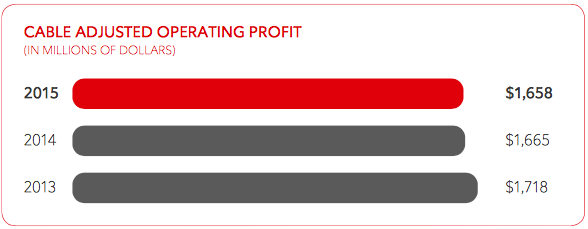 CABLE ADJUSTED OPERATING PROFIT
(IN MILLIONS OF DOLLARS)
2015 $1,658
2014 $1,665
2013 $1,718